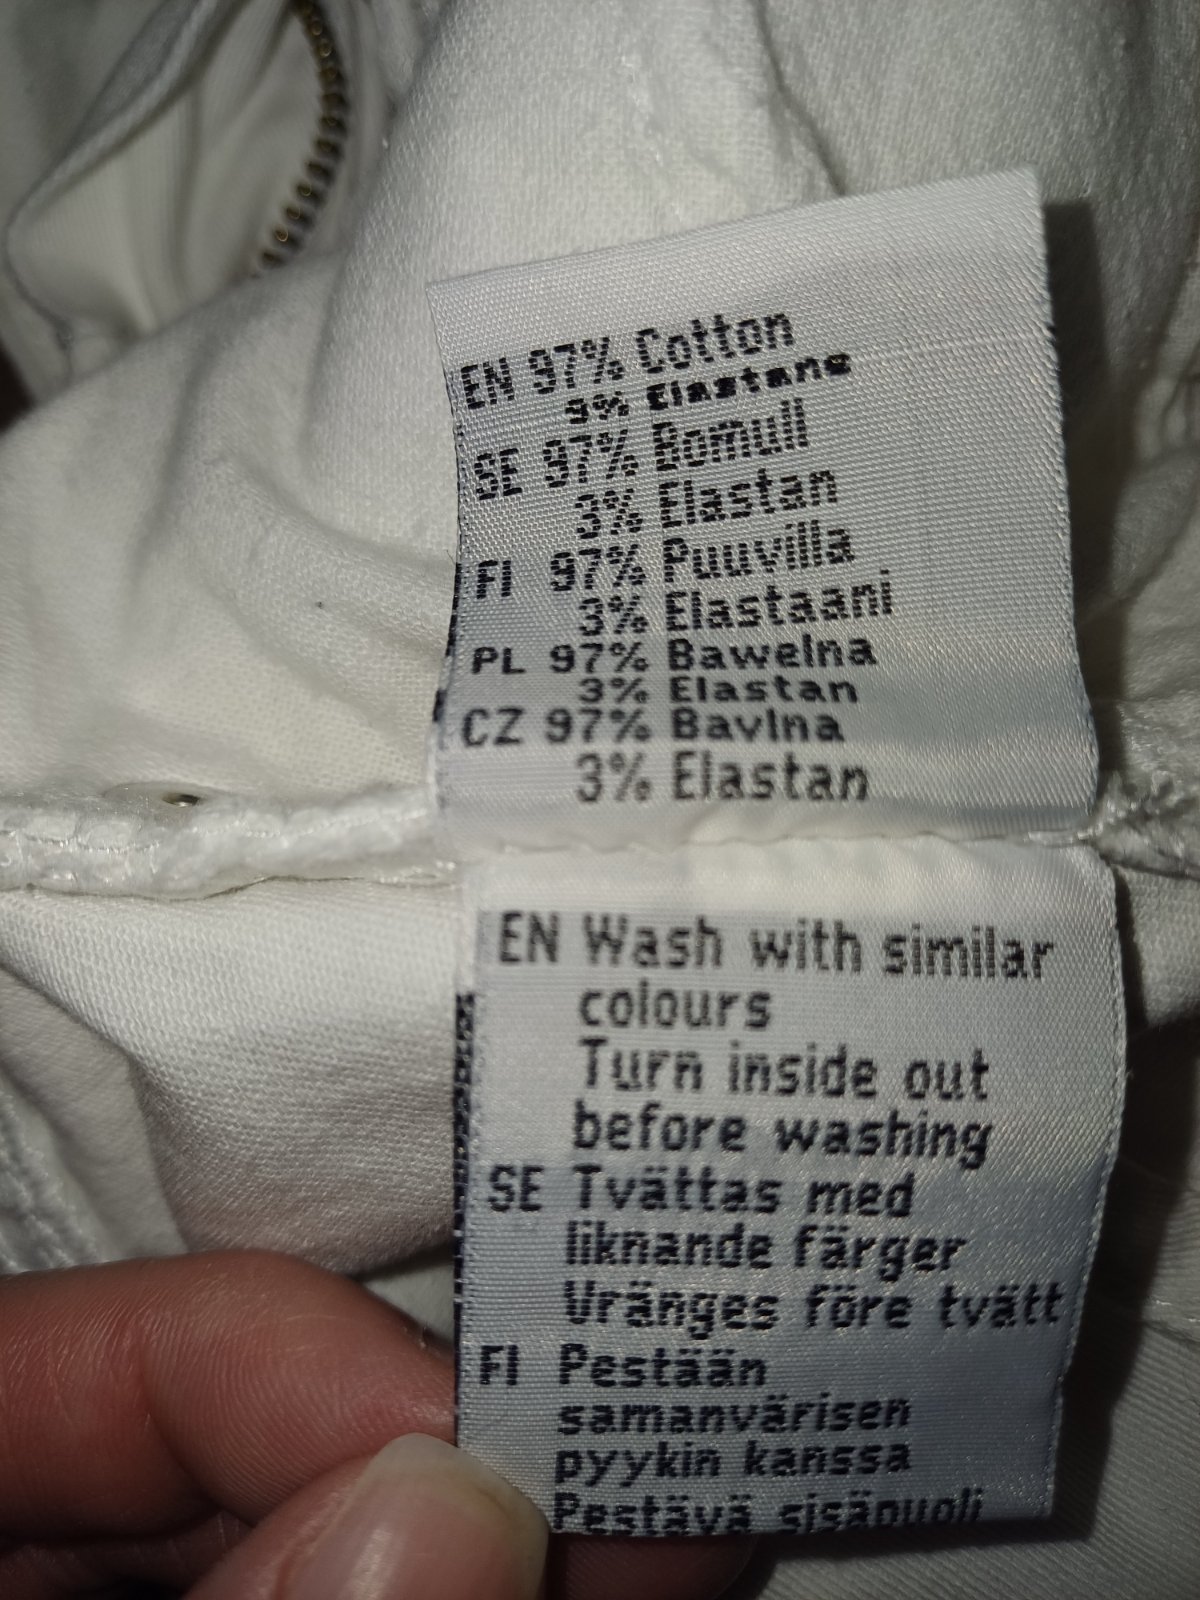 EN 97% Cotton
3% Elastane
SE 97% Bomull
3% Elastan
FI 97% Puuvilla
3% Elastaani
PL 97% Bawelna
3% Elastan
CZ 97% Bavlna
3% Elastan
EN Wash with similar
colours
Turn inside out
before washing
SE Tvättas med
liknande färger
Vränges före tvätt
FI Pestään
samanvärisen
pyykin kanssa
Pestävä sisäpuoli